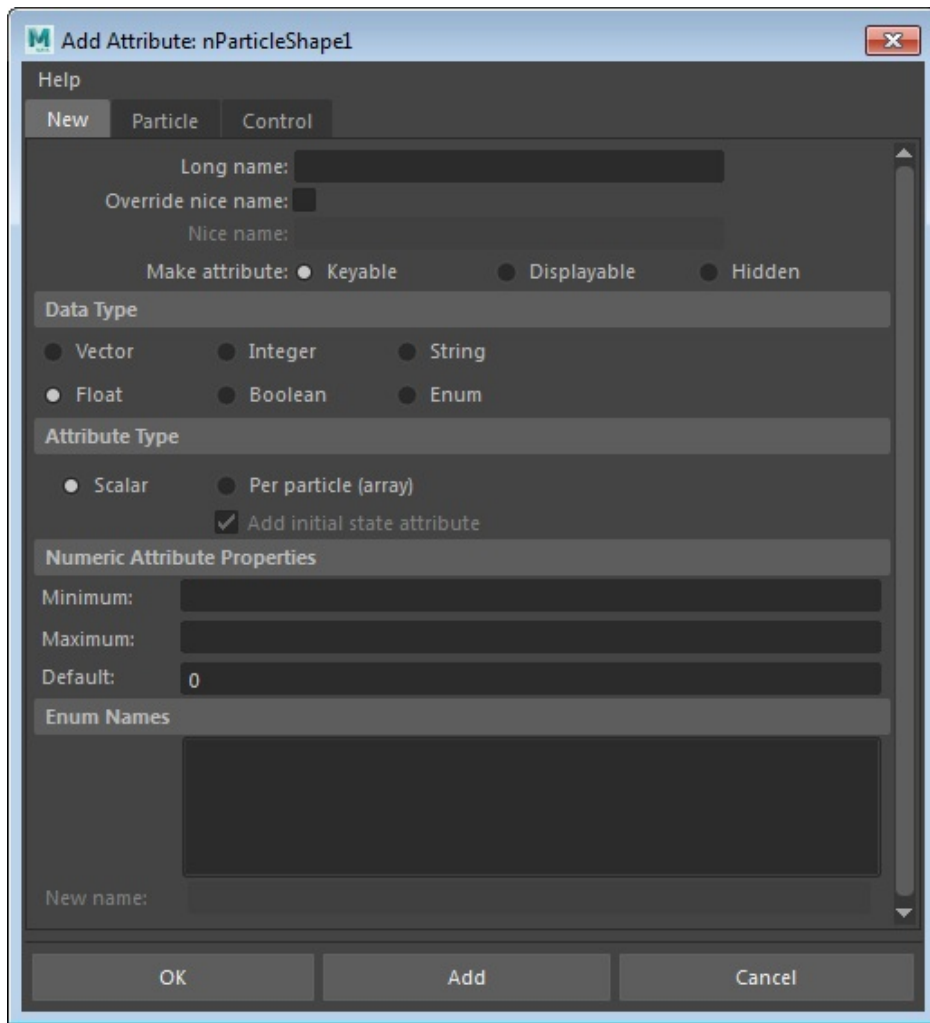 Add Attribute: nParticleShape1
Help
New Particle Control
Long name:
Override nice name:
Nice name:
Make attribute: Keyable Displayable Hidden
Data Type
Vector Integer String
Float Boolean Enum
Attribute Type
Scalar Per particle (array)
Add initial state attribute
Numeric Attribute Properties
Minimum:
Maximum:
Default: 0
Enum Names
New name:
OK Add Cancel